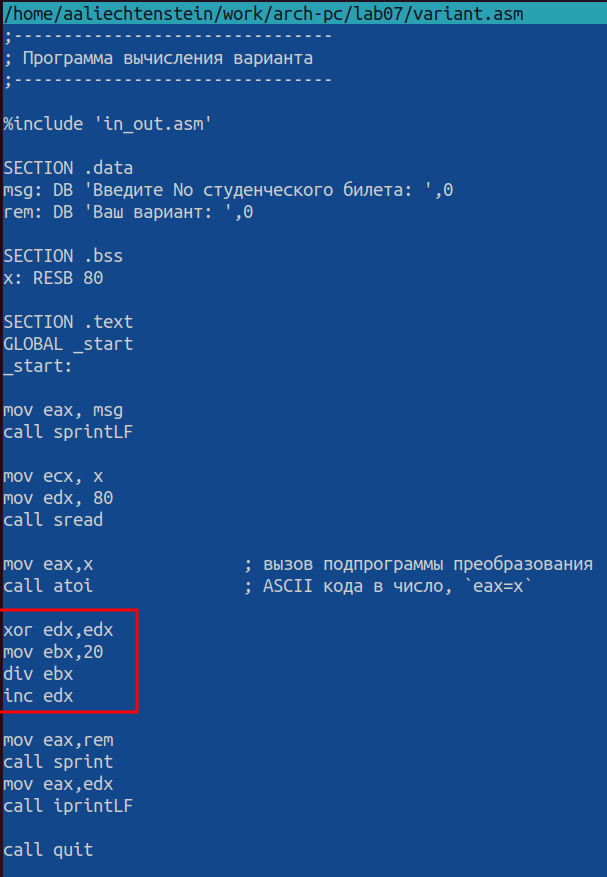 /home/aaliechtenstein/work/arch-pc/lab07/variant.asm
;--------------------------------
; Программа вычисления варианта
;--------------------------------
%include 'in_out.asm'
SECTION .data
msg: DB 'Введите No студенческого билета: ',0
rem: DB 'Ваш вариант: ',0
SECTION .bss
x: RESB 80
SECTION .text
GLOBAL _start
_start:
mov eax, msg
call sprintLF
mov ecx, x
mov edx, 80
call sread
mov eax,x               ; вызов подпрограммы преобразования
call atoi               ; ASCII кода в число, `eax=x`
xor edx,edx
mov ebx,20
div ebx
inc edx
mov eax,rem
call sprint
mov eax,edx
call iprintLF
call quit